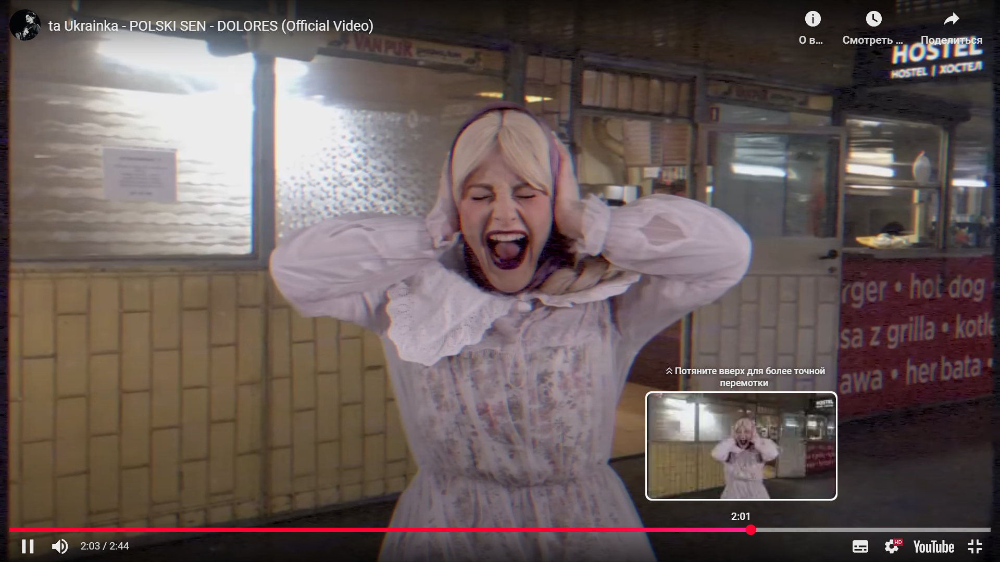 ta Ukrainka - POLSKI SEN - DOLORES (Official Video)
О в...
Смотреть ...
Поделиться
VAN PUR
HOSTEL
HOSTEL | ХОСТЕЛ
rger • hot dog •
sa z grilla • kotle
awa • herbata •
Потяните вверх для более точной
перемотки
HOSTEL
2:01
2:03 / 2:44
HD
YouTube